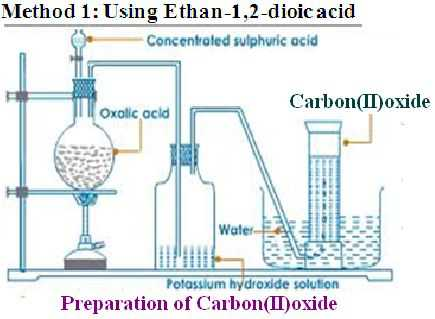 Method 1: Using Ethan-1,2-dioic acid
Concentrated sulphuric acid
Oxalic acid
Carbon(II)oxide
Water
Potassium hydroxide solution
Preparation of Carbon(II)oxide